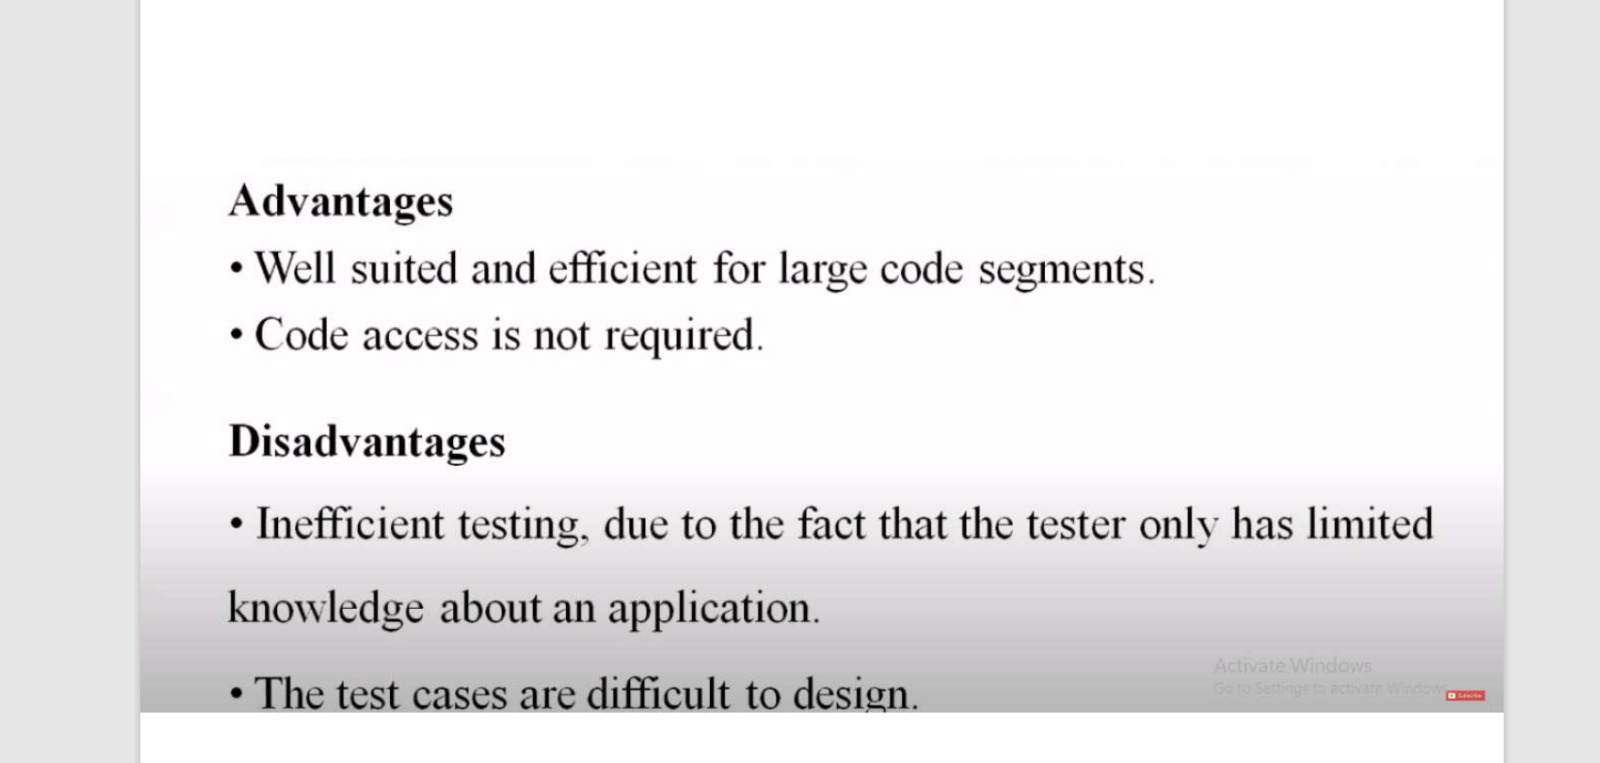 Advantages
• Well suited and efficient for large code segments.
• Code access is not required.
Disadvantages
• Inefficient testing, due to the fact that the tester only has limited
knowledge about an application.
• The test cases are difficult to design.
Activate Windows
Go to Settings to activate Windows
Subscribe